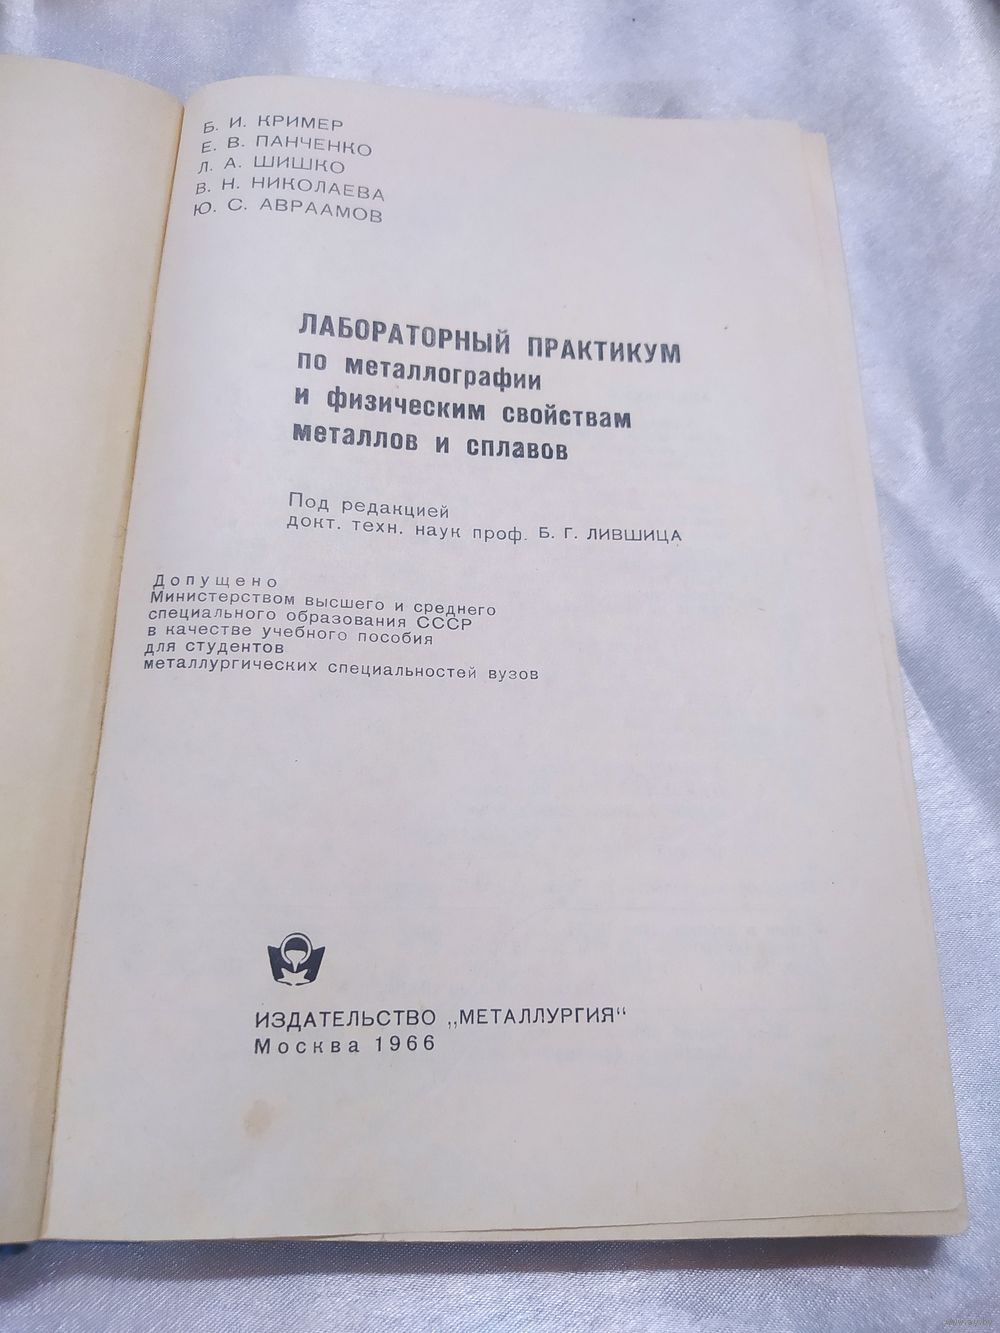 Б. И. КРИМЕР
Е. В. ПАНЧЕНКО
Л. А. ШИШКО
В. Н. НИКОЛАЕВА
Ю. С. АВРААМОВ
ЛАБОРАТОРНЫЙ ПРАКТИКУМ
по металлографии
и физическим свойствам
металлов и сплавов
Под редакцией
докт. техн. наук проф. Б. Г. ЛИВШИЦА
Допущено
Министерством высшего и среднего
специального образования СССР
в качестве учебного пособия
для студентов
металлургических специальностей вузов
ИЗДАТЕЛЬСТВО „МЕТАЛЛУРГИЯ“
Москва 1966